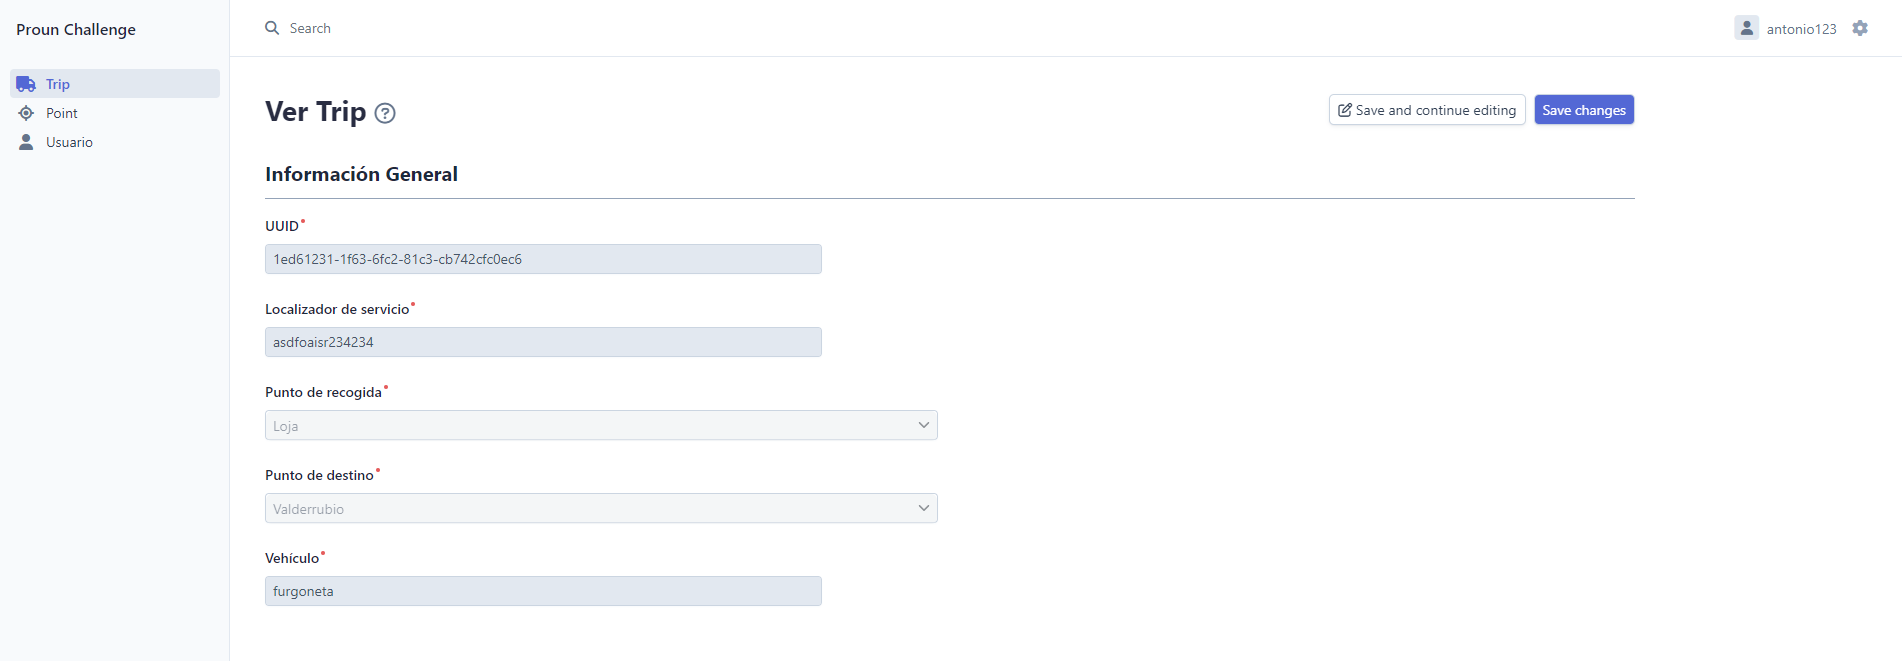 Proun Challenge
Search
antonio123
Trip
Point
Usuario
Ver Trip
Save and continue editing
Save changes
Información General
UUID
1ed61231-1f63-6fc2-81c3-cb742cfc0ec6
Localizador de servicio
asdfoaisr234234
Punto de recogida
Loja
Punto de destino
Valderrubio
Vehículo
furgoneta